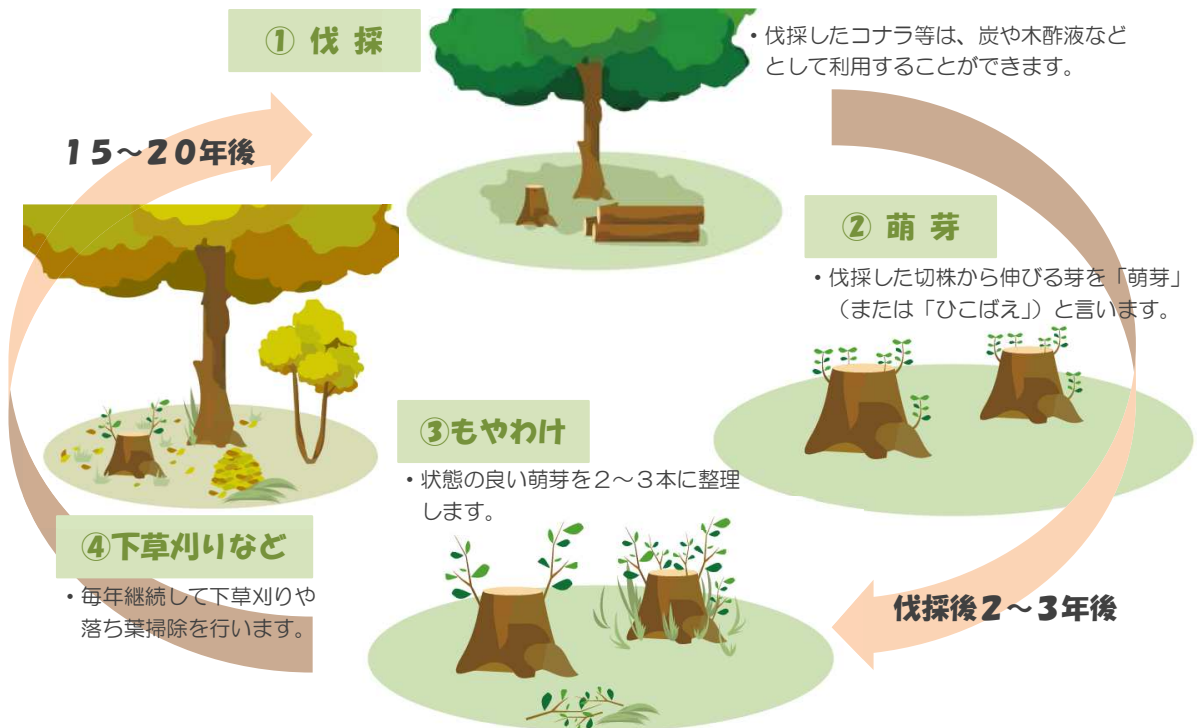 ① 伐 採
・伐採したコナラ等は、炭や木酢液など
として利用することができます。
15～20年後
② 萌 芽
・伐採した切株から伸びる芽を「萌芽」
（または「ひこばえ」）と言います。
③もやわけ
・状態の良い萌芽を２～３本に整理
します。
④下草刈りなど
・毎年継続して下草刈りや
落ち葉掃除を行います。
伐採後２～３年後